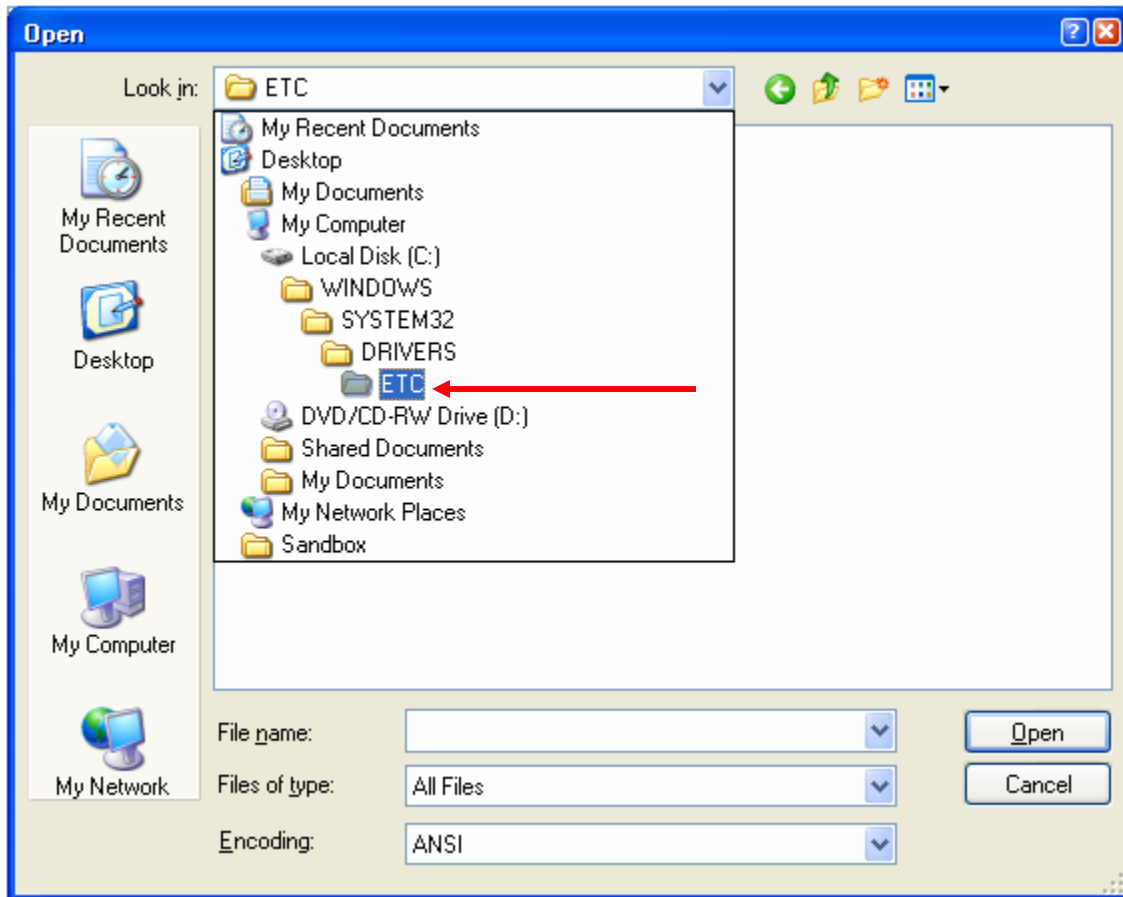 Open
Look in:
ETC
My Recent Documents
Desktop
My Documents
My Computer
Local Disk (C:)
WINDOWS
SYSTEM32
DRIVERS
ETC
DVD/CD-RW Drive (D:)
Shared Documents
My Documents
My Network Places
Sandbox
My Recent
Documents
Desktop
My Documents
My Computer
My Network
File name:
Open
Files of type:
All Files
Cancel
Encoding:
ANSI